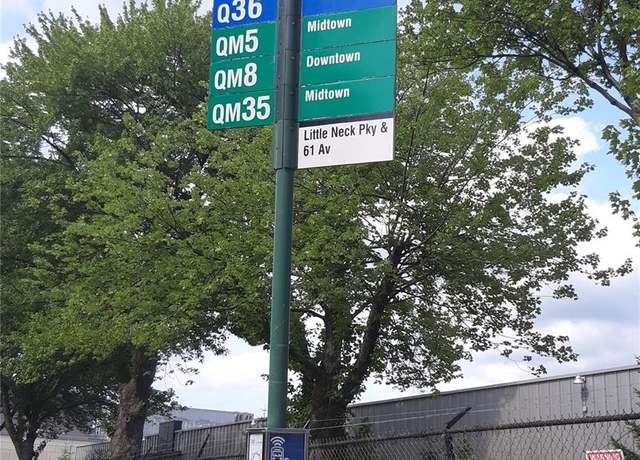 Q36
QM5 Midtown
QM8 Downtown
QM35 Midtown
Little Neck Pky &
61 Av